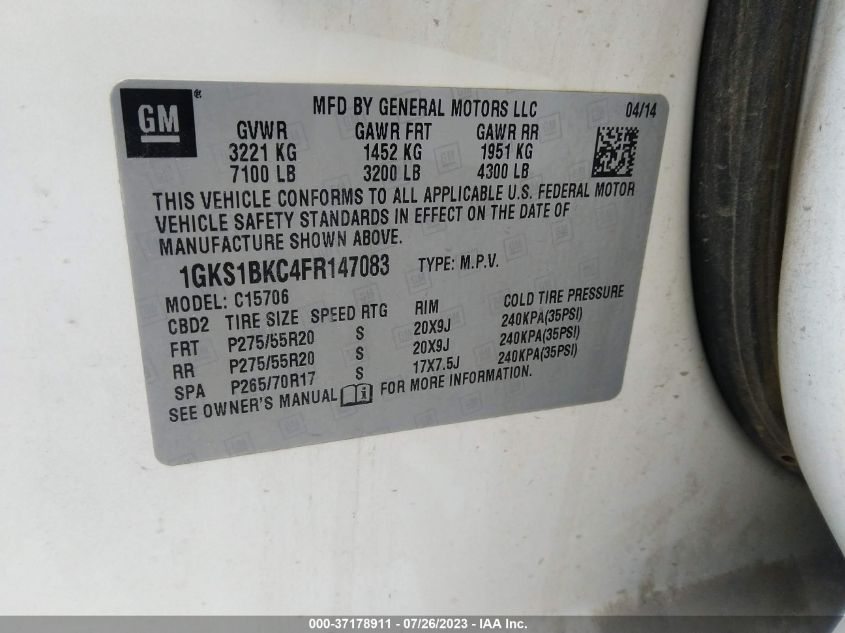 GM®
MFD BY GENERAL MOTORS LLC 04/14
GVWR GAWR FRT GAWR RR
3221 KG 1452 KG 1951 KG
7100 LB 3200 LB 4300 LB
THIS VEHICLE CONFORMS TO ALL APPLICABLE U.S. FEDERAL MOTOR
VEHICLE SAFETY STANDARDS IN EFFECT ON THE DATE OF
MANUFACTURE SHOWN ABOVE.
1GKS1BKC4FR147083 TYPE: M.P.V.
MODEL: C15706
CBD2 TIRE SIZE SPEED RTG RIM COLD TIRE PRESSURE
FRT P275/55R20 S 20X9J 240KPA(35PSI)
RR P275/55R20 S 20X9J 240KPA(35PSI)
SPA P265/70R17 S 17X7.5J 240KPA(35PSI)
SEE OWNER'S MANUAL FOR MORE INFORMATION.
000-37178911 - 07/26/2023 - IAA Inc.